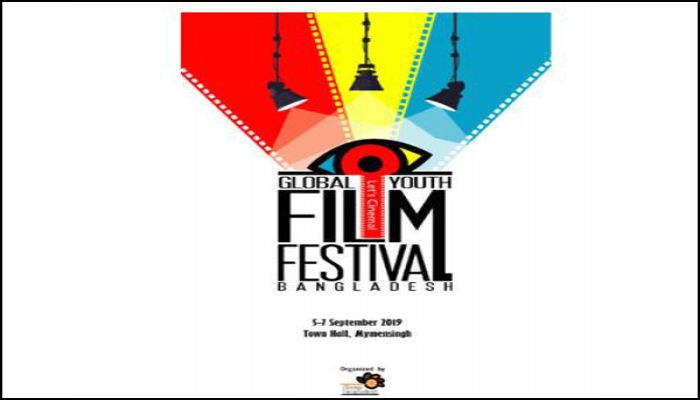 GLOBAL YOUTH
Let's Cinema!
FILM
FESTIVAL
BANGLADESH
5-7 September 2019
Town Hall, Mymensingh
Organized by